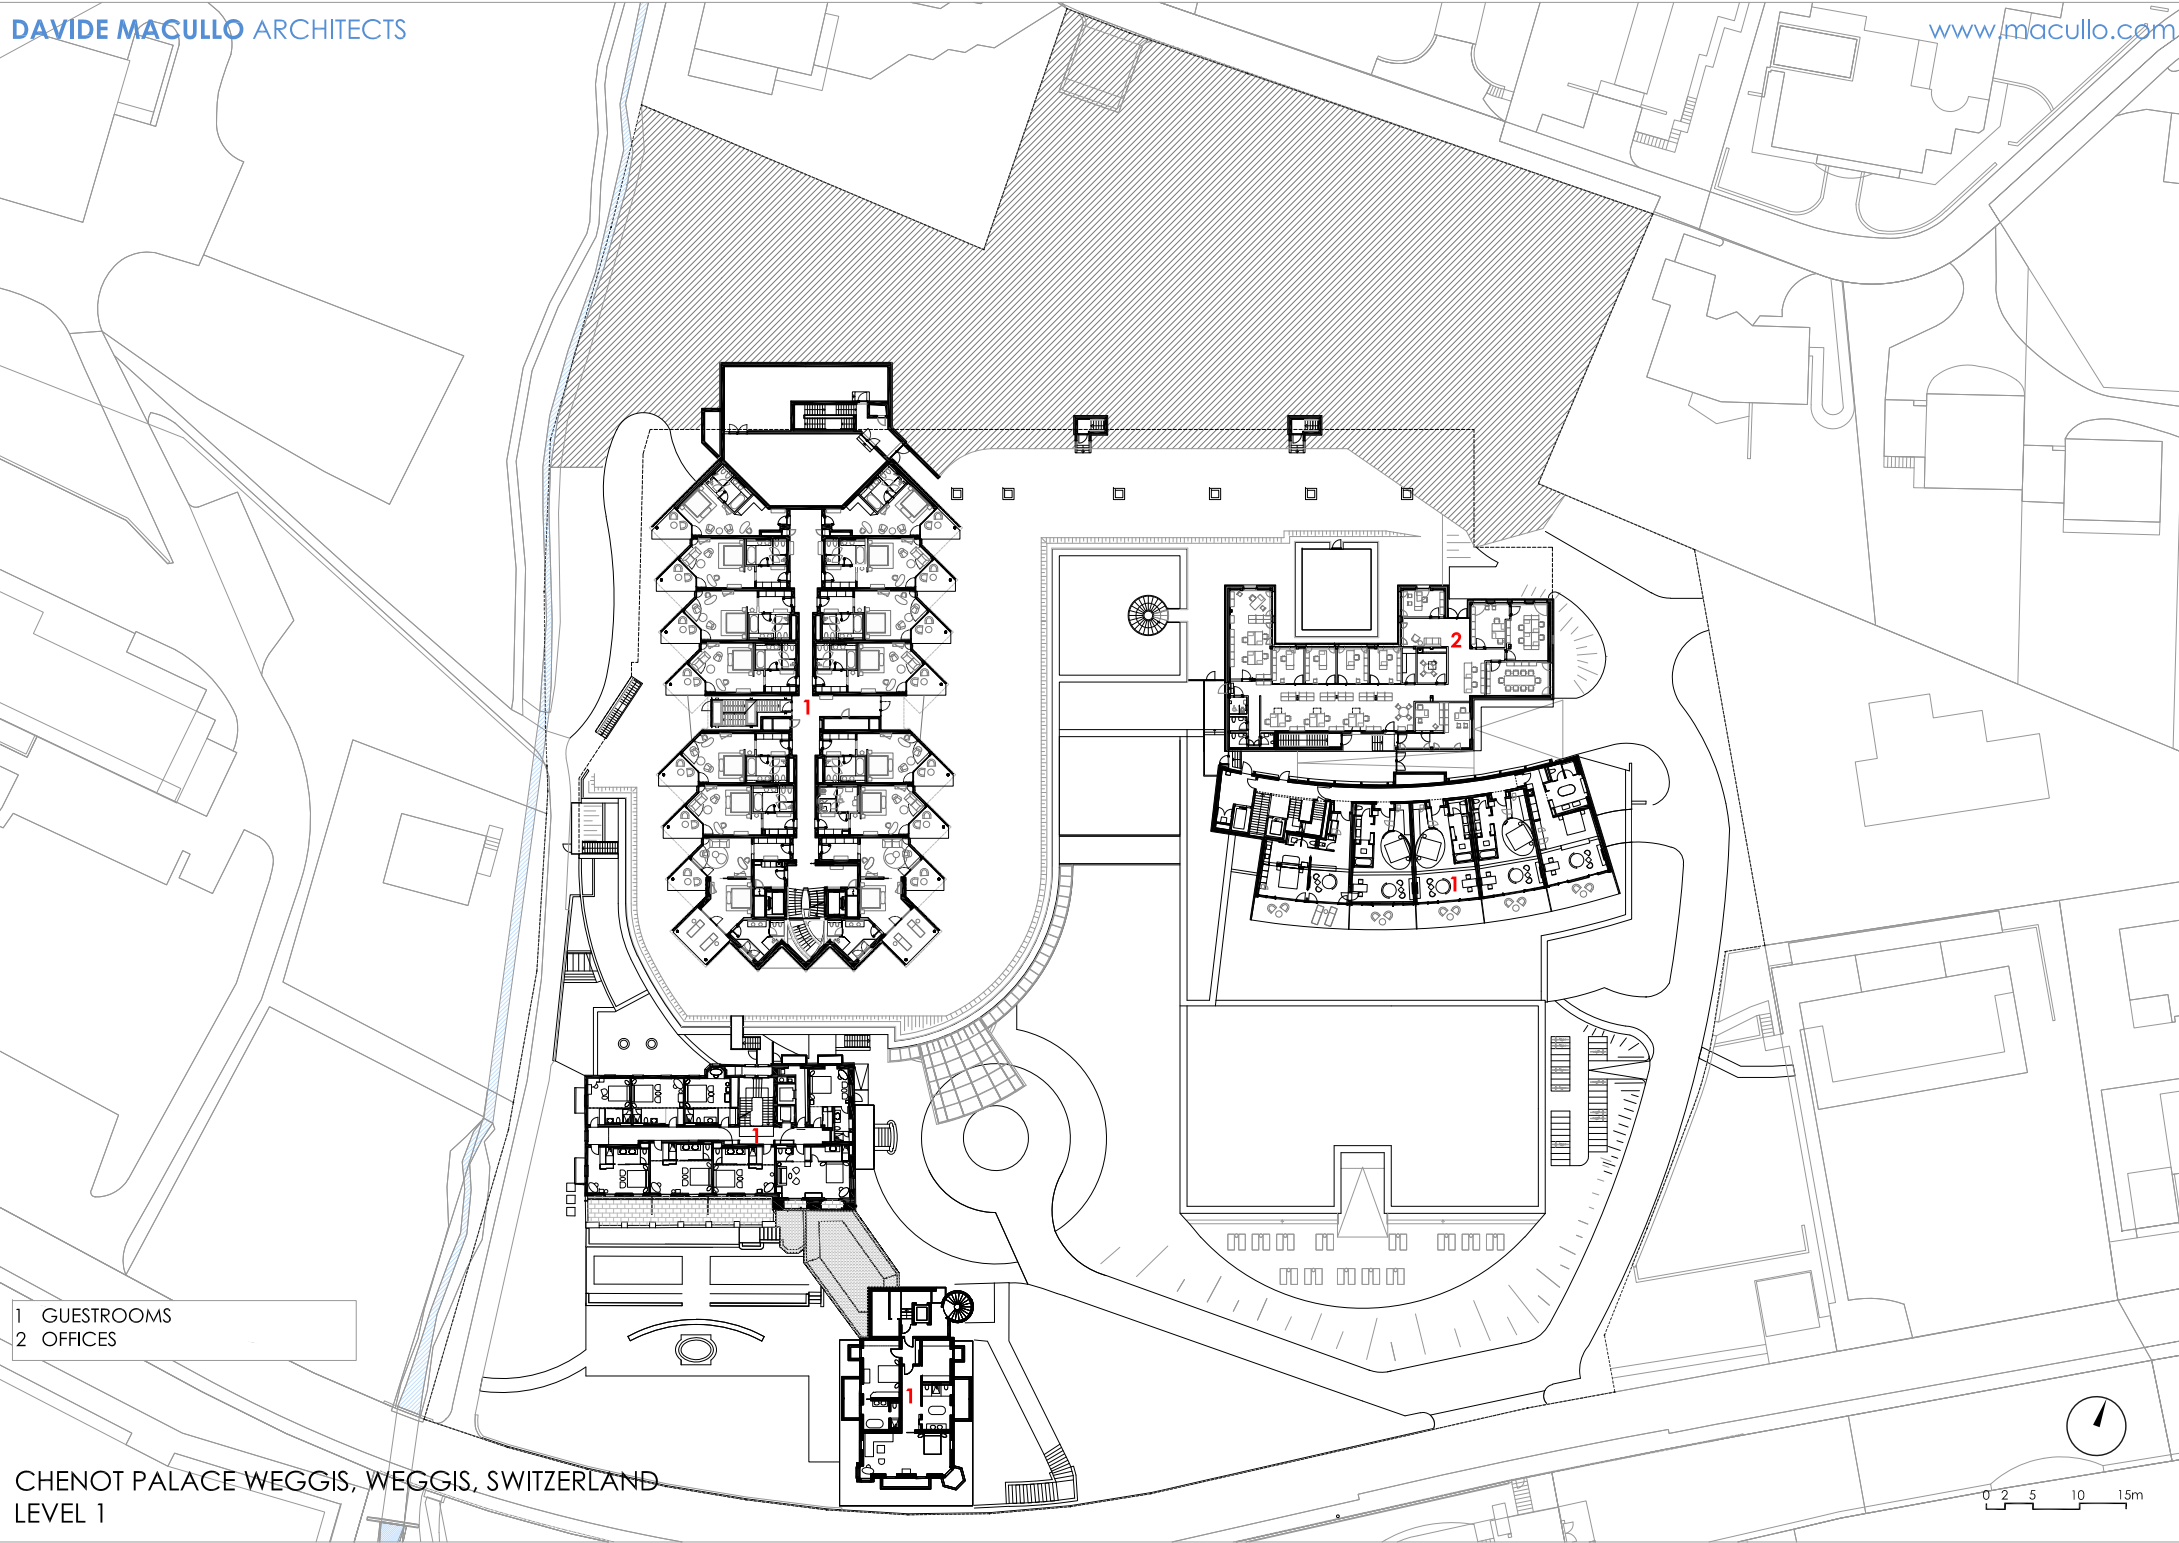 DAVIDE MACULLO ARCHITECTS
www.macullo.com
1
2
1
1
1
1 GUESTROOMS
2 OFFICES
CHENOT PALACE WEGGIS, WEGGIS, SWITZERLAND
LEVEL 1
0 2 5 10 15m